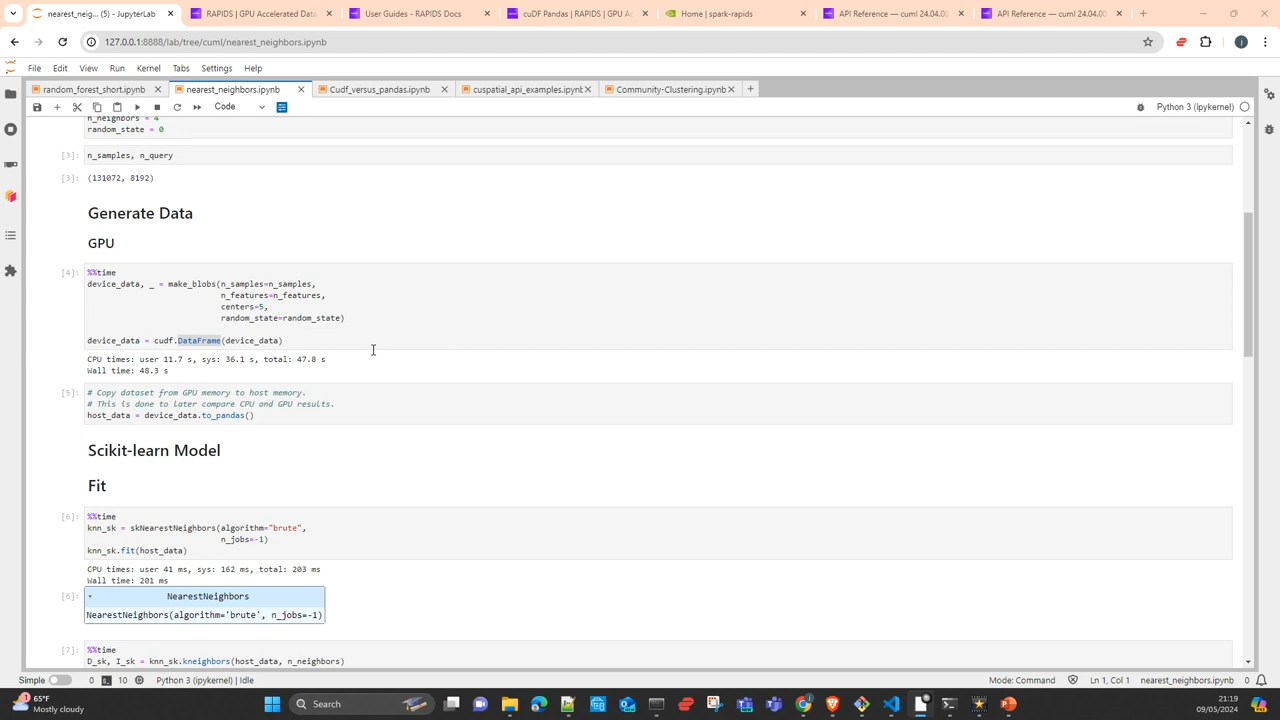 nearest_neig... (5) - JupyterLab
RAPIDS | GPU Accelerated Data
User Guides - RAPIDS Docs
cuDF Pandas | RAPIDS | GPU Ac
Home | spark-rapids
API Reference — cuml 24.04.00
API Reference — cuml 24.04.00
127.0.0.1:8888/lab/tree/cuml/nearest_neighbors.ipynb
File Edit View Run Kernel Tabs Settings Help
random_forest_short.ipynb
nearest_neighbors.ipynb
Cudf_versus_pandas.ipynb
cuspatial_api_examples.ipynb
Community-Clustering.ipynb
Code
Python 3 (ipykernel)
n_neighbors = 4
random_state = 0
[3]: n_samples, n_query
[3]: (131072, 8192)
Generate Data
GPU
[4]: %%time
device_data, _ = make_blobs(n_samples=n_samples,
n_features=n_features,
centers=5,
random_state=random_state)
device_data = cudf.DataFrame(device_data)
CPU times: user 11.7 s, sys: 36.1 s, total: 47.8 s
Wall time: 48.3 s
[5]: # Copy dataset from GPU memory to host memory.
# This is done to later compare CPU and GPU results.
host_data = device_data.to_pandas()
Scikit-learn Model
Fit
[6]: %%time
knn_sk = skNearestNeighbors(algorithm="brute",
n_jobs=-1)
knn_sk.fit(host_data)
CPU times: user 41 ms, sys: 162 ms, total: 203 ms
Wall time: 201 ms
[6]: NearestNeighbors
NearestNeighbors(algorithm='brute', n_jobs=-1)
[7]: %%time
D_sk, I_sk = knn_sk.kneighbors(host_data, n_neighbors)
Simple 0 10 Python 3 (ipykernel) | Idle
Mode: Command Ln 1, Col 1 nearest_neighbors.ipynb 0
65°F
Mostly cloudy
Search
21:19
09/05/2024